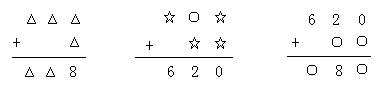 △ △ △    ☆ ○ ☆    6 2 0
+ △    + ☆ ☆    + ○ ○
△ △ 8    6 2 0    ○ 8 ○